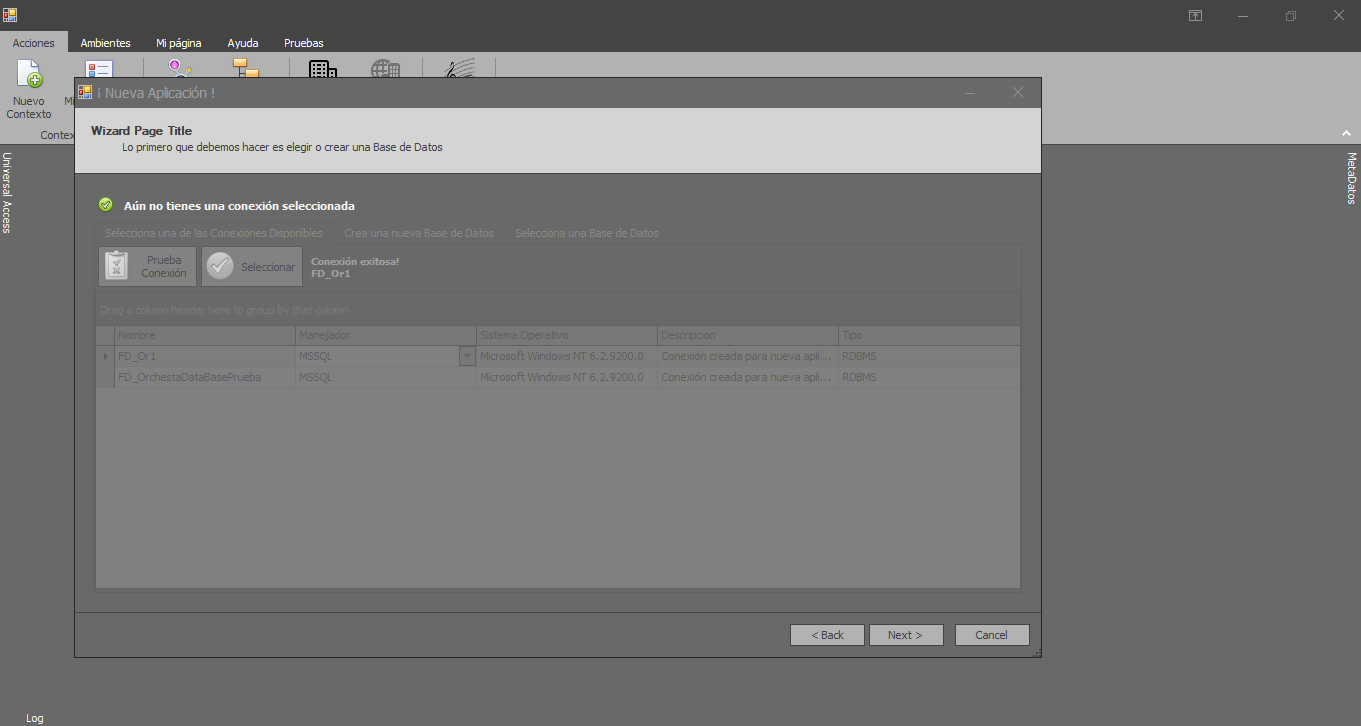 Acciones Ambientes Mi página Ayuda Pruebas
Nuevo
Contexto
Universal Access
MetaDatos
¡ Nueva Aplicación !
Wizard Page Title
Lo primero que debemos hacer es elegir o crear una Base de Datos
Aún no tienes una conexión seleccionada
Selecciona una de las Conexiones Disponibles Crea una nueva Base de Datos Selecciona una Base de Datos
Prueba
Conexión
Seleccionar
Conexión exitosa!
FD_Or1
Drag a column header here to group by that column
Nombre Manejador Sistema Operativo Descripcion Tipo
FD_Or1 MSSQL Microsoft Windows NT 6.2.9200.0 Conexión creada para nueva apli... RDBMS
FD_OrchestaDataBasePrueba MSSQL Microsoft Windows NT 6.2.9200.0 Conexión creada para nueva apli... RDBMS
< Back Next > Cancel
Log